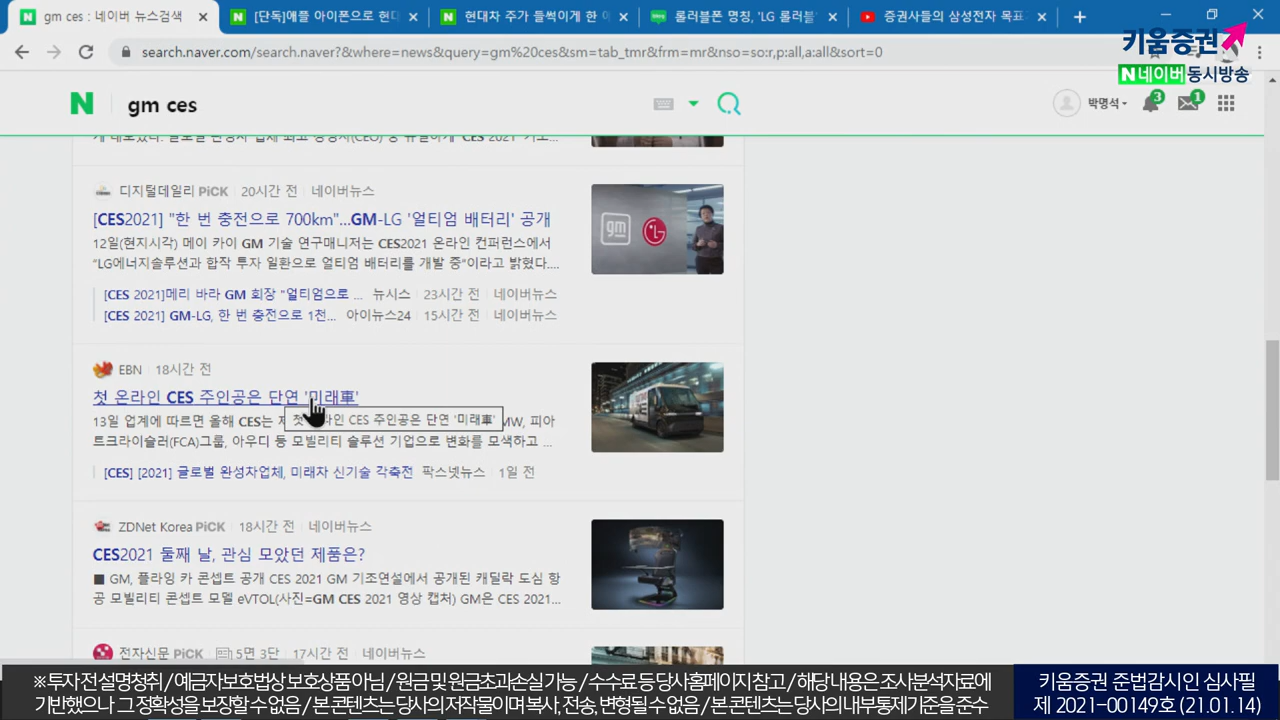 gm ces : 네이버 뉴스검색
[단독]애플 아이폰으로 현대
현대차 주가 들썩이게 한 이
롤러블폰 명칭, 'LG 롤러블'
증권사들의 삼성전자 목표
search.naver.com/search.naver?&where=news&query=gm%20ces&sm=tab_tmr&frm=mr&nso=so:r,p:all,a:all&sort=0
키움증권
N네이버동시방송
N gm ces
박명석
3
1
디지털데일리 PiCK 20시간 전 네이버뉴스
[CES2021] "한 번 충전으로 700km"...GM-LG '얼티엄 배터리' 공개
12일(현지시각) 메이 카이 GM 기술 연구매니저는 CES2021 온라인 컨퍼런스에서
"LG에너지솔루션과 합작 투자 일환으로 얼티엄 배터리를 개발 중"이라고 밝혔다....
gm LG
[CES 2021]메리 바라 GM 회장 "얼티엄으로 ... 뉴시스 23시간 전 네이버뉴스
[CES 2021] GM-LG, 한 번 충전으로 1천... 아이뉴스24 15시간 전 네이버뉴스
EBN 18시간 전
첫 온라인 CES 주인공은 단연 '미래車'
첫 온라인 CES 주인공은 단연 '미래車'
13일 업계에 따르면 올해 CES는 MW, 피아
트크라이슬러(FCA)그룹, 아우디 등 모빌리티 솔루션 기업으로 변화를 모색하고 ...
[CES] [2021] 글로벌 완성차업체, 미래차 신기술 각축전 팍스넷뉴스 1일 전
ZDNet Korea PiCK 18시간 전 네이버뉴스
CES2021 둘째 날, 관심 모았던 제품은?
■ GM, 플라잉 카 콘셉트 공개 CES 2021 GM 기조연설에서 공개된 캐딜락 도심 항
공 모빌리티 콘셉트 모델 eVTOL(사진=GM CES 2021 영상 캡처) GM은 CES 2021...
전자신문 PiCK 5면 3단 17시간 전 네이버뉴스
※ 투자 전 설명청취 / 예금자보호법상 보호상품 아님 / 원금 및 원금초과손실 가능 / 수수료 등 당사홈페이지 참고 / 해당 내용은 조사분석자료에
기반했으나 그 정확성을 보장할 수 없음 / 본 콘텐츠는 당사의 저작물이며 복사, 전송, 변형될 수 없음 / 본 콘텐츠는 당사의 내부통제기준을 준수
키움증권 준법감시인 심사필
제 2021-00149호 (21.01.14)